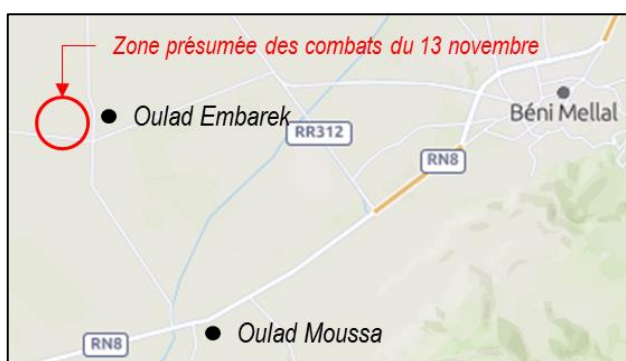 Zone présumée des combats du 13 novembre
Oulad Embarek
Béni Mellal
RR312
RN8
Oulad Moussa
RN8